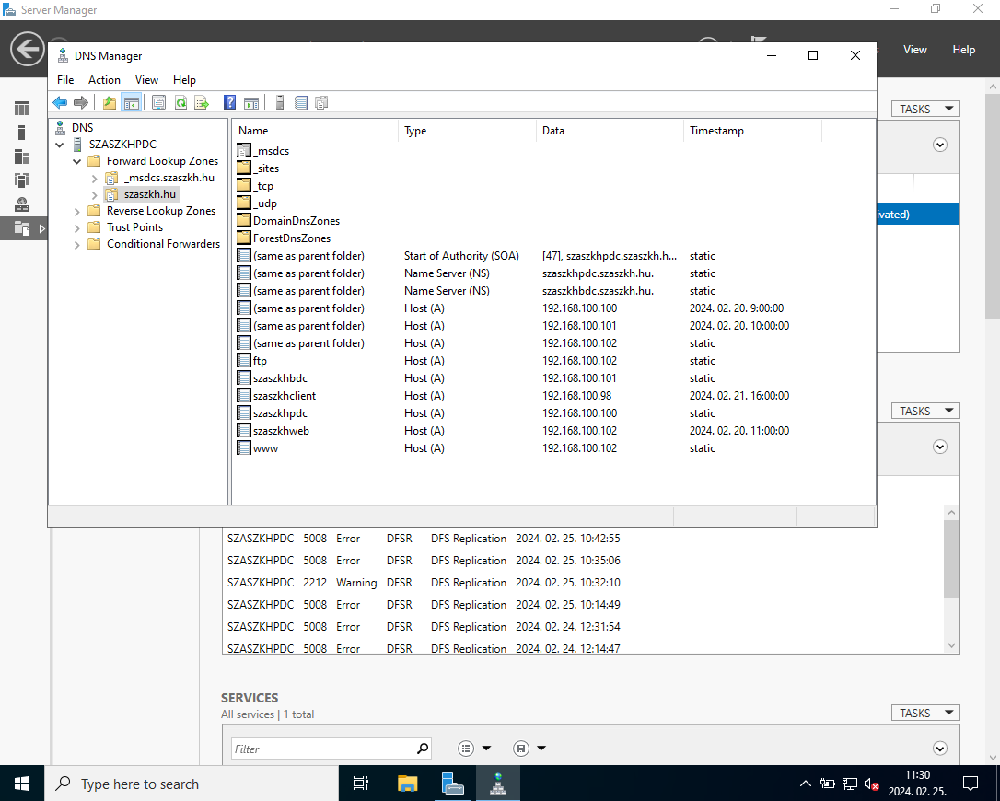 Server Manager
View Help
DNS Manager
File Action View Help
DNS
SZASZKHPDC
Forward Lookup Zones
_msdcs.szaszkh.hu
szaszkh.hu
Reverse Lookup Zones
Trust Points
Conditional Forwarders
Name Type Data Timestamp
_msdcs
_sites
_tcp
_udp
DomainDnsZones
ForestDnsZones
(same as parent folder) Start of Authority (SOA) [47], szaszkhpdc.szaszkh.h... static
(same as parent folder) Name Server (NS) szaszkhpdc.szaszkh.hu. static
(same as parent folder) Name Server (NS) szaszkhbdc.szaszkh.hu. static
(same as parent folder) Host (A) 192.168.100.100 2024. 02. 20. 9:00:00
(same as parent folder) Host (A) 192.168.100.101 2024. 02. 20. 10:00:00
(same as parent folder) Host (A) 192.168.100.102 static
ftp Host (A) 192.168.100.102 static
szaszkhbdc Host (A) 192.168.100.101 static
szaszkhclient Host (A) 192.168.100.98 2024. 02. 21. 16:00:00
szaszkhpdc Host (A) 192.168.100.100 static
szaszkhweb Host (A) 192.168.100.102 2024. 02. 20. 11:00:00
www Host (A) 192.168.100.102 static
TASKS
ivated)
TASKS
SZASZKHPDC 5008 Error DFSR DFS Replication 2024. 02. 25. 10:42:55
SZASZKHPDC 5008 Error DFSR DFS Replication 2024. 02. 25. 10:35:06
SZASZKHPDC 2212 Warning DFSR DFS Replication 2024. 02. 25. 10:32:10
SZASZKHPDC 5008 Error DFSR DFS Replication 2024. 02. 25. 10:14:49
SZASZKHPDC 5008 Error DFSR DFS Replication 2024. 02. 24. 12:31:54
SZASZKHPDC 5008 Error DFSR DFS Replication 2024. 02. 24. 12:14:47
SERVICES
All services | 1 total
TASKS
Filter
Type here to search
11:30
2024. 02. 25.